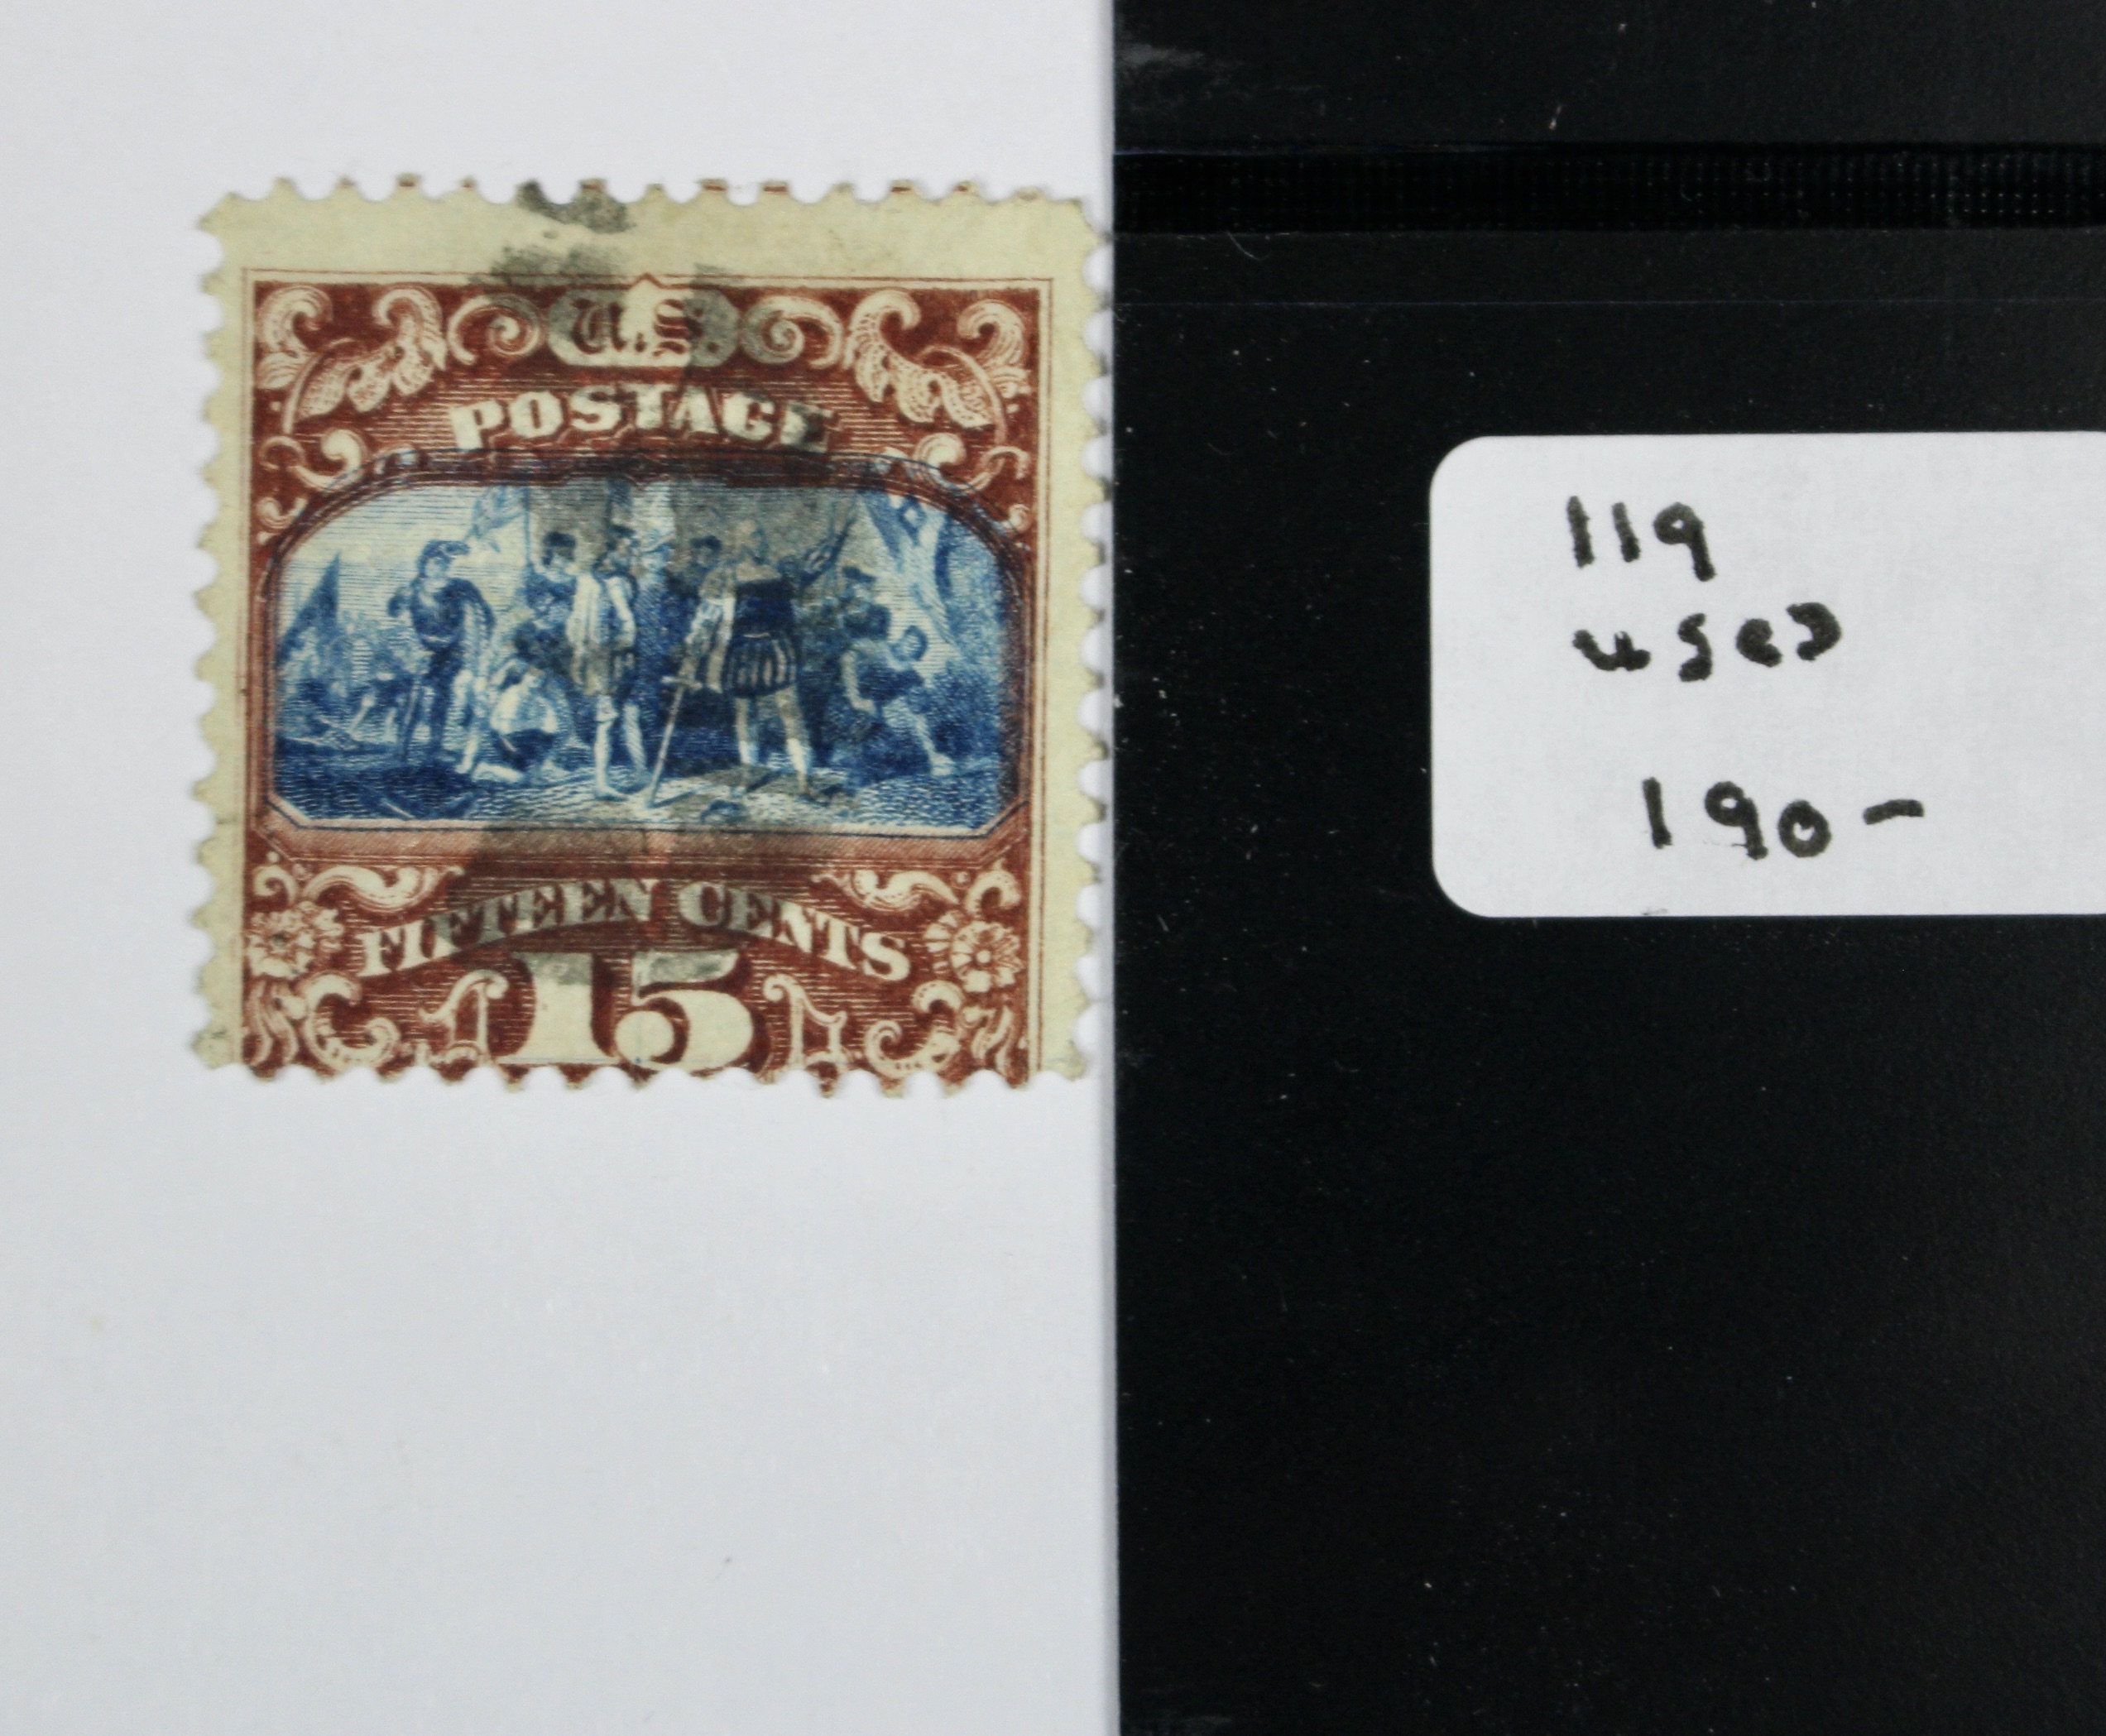 U.S.
POSTAGE
FIFTEEN CENTS
15
119
used
190-